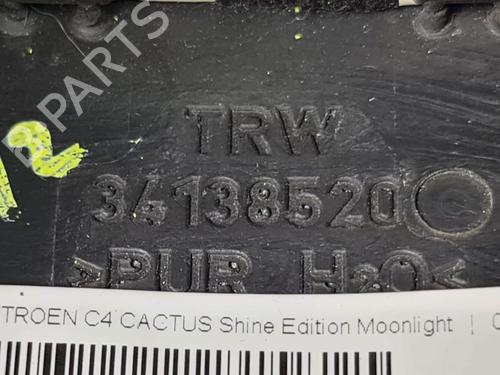 B-PARTS
TRW
34138520
>PUR H2O<
TROEN C4 CACTUS Shine Edition Moonlight |